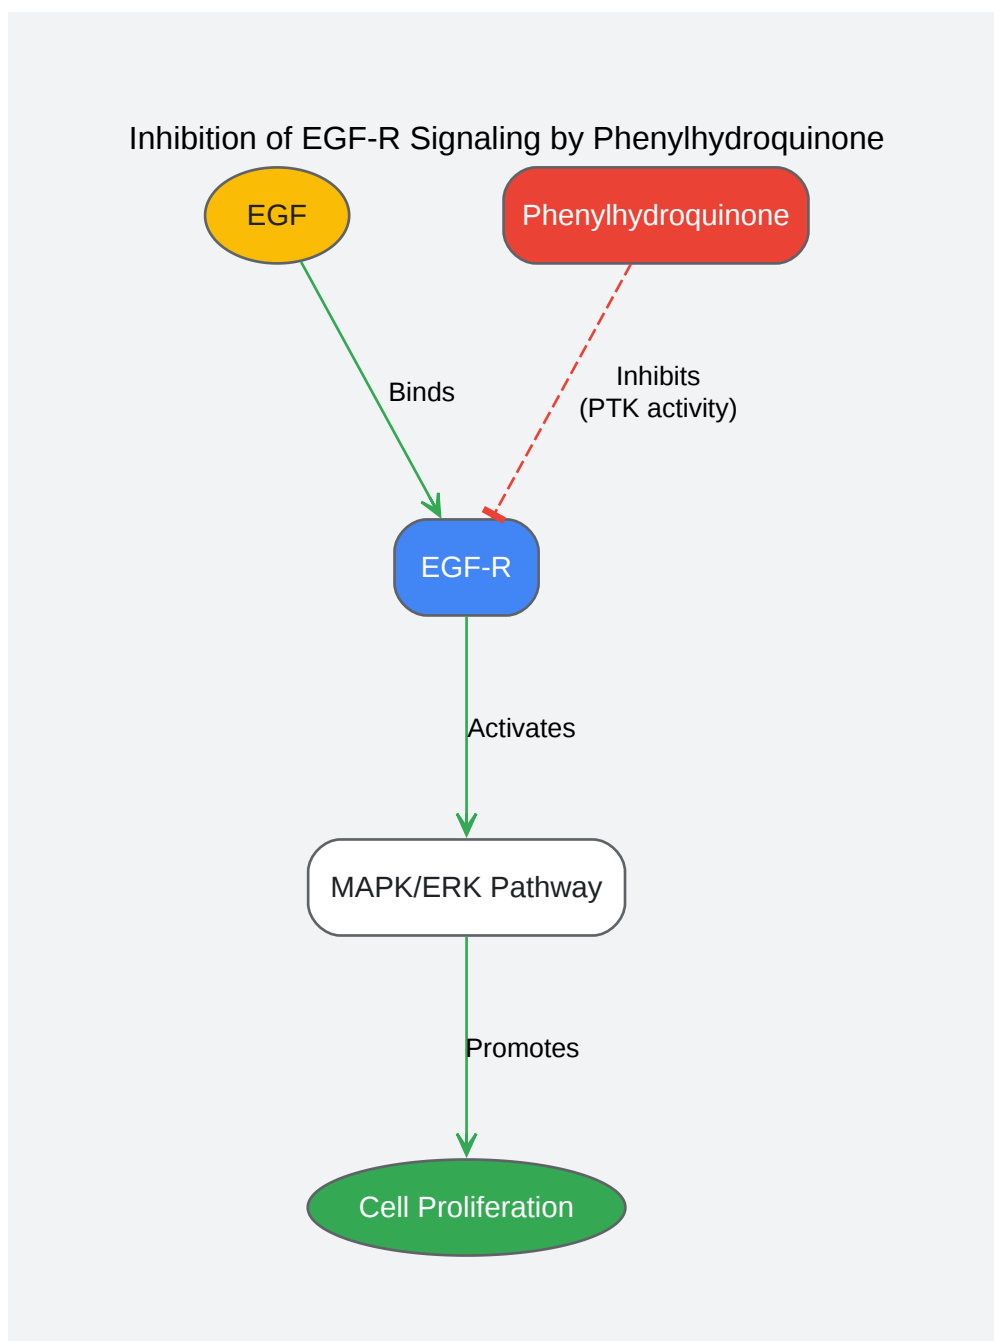 Inhibition of EGF-R Signaling by Phenylhydroquinone
EGF
Phenylhydroquinone
Binds
Inhibits
(PTK activity)
EGF-R
Activates
MAPK/ERK Pathway
Promotes
Cell Proliferation